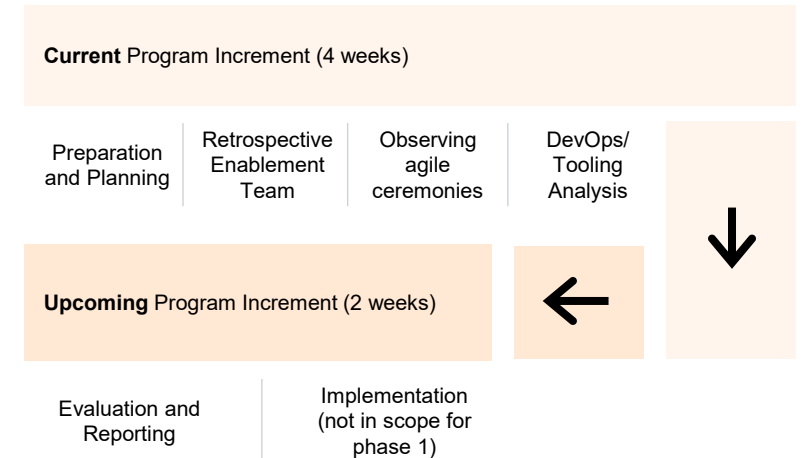 Current Program Increment (4 weeks)
Preparation
and Planning
Retrospective
Enablement
Team
Observing
agile
ceremonies
DevOps/
Tooling
Analysis
Upcoming Program Increment (2 weeks)
Evaluation and
Reporting
Implementation
(not in scope for
phase 1)